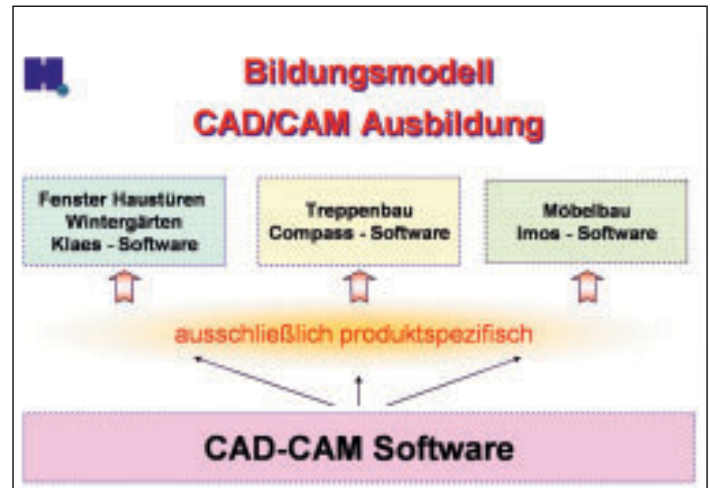 H
Bildungsmodell
CAD/CAM Ausbildung
Fenster Haustüren
Wintergärten
Klaes - Software
Treppenbau
Compass - Software
Möbelbau
Imos - Software
ausschließlich produktspezifisch
CAD-CAM Software